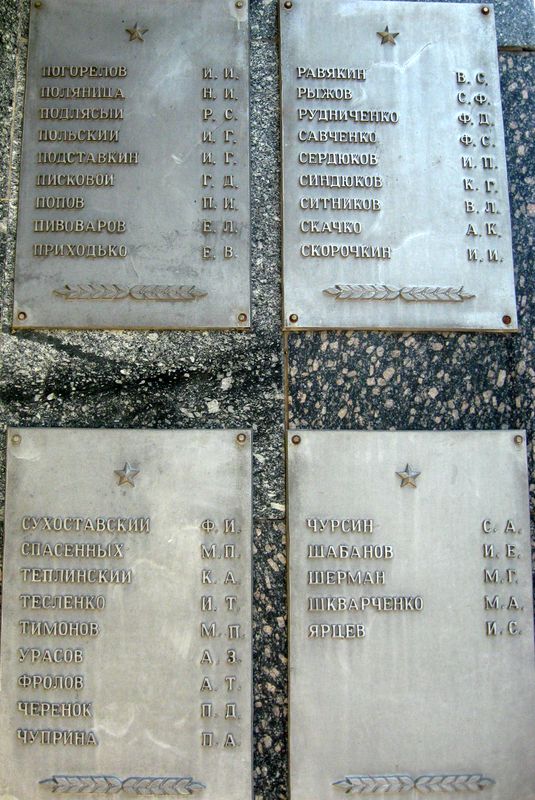 ПОГОРЕЛОВ И. И.
ПОЛЯНИЦА Н. И.
ПОДЛЯСЫЙ Р. С.
ПОЛЬСКИЙ И. Г.
ПОДСТАВКИН И. Г.
ПИСКОВОЙ Г. Д.
ПОПОВ П. И.
ПИВОВАРОВ Е. Л.
ПРИХОДЬКО Е. В.
РАВЯКИН В. С.
РЫЖОВ С. Ф.
РУДНИЧЕНКО Ф. Д.
САВЧЕНКО Ф. С.
СЕРДЮКОВ И. П.
СИНДЮКОВ К. Г.
СИТНИКОВ В. Л.
СКАЧКО А. К.
СКОРОЧКИН И. И.
СУХОСТАВСКИЙ Ф. И.
СПАСЕННЫХ М. П.
ТЕПЛИНСКИЙ К. А.
ТЕСЛЕНКО И. Т.
ТИМОНОВ М. П.
УРАСОВ А. З.
ФРОЛОВ А. Т.
ЧЕРЕНОК П. Д.
ЧУПРИНА П. А.
ЧУРСИН С. А.
ШАБАНОВ И. Е.
ШЕРМАН М. Г.
ШКВАРЧЕНКО М. А.
ЯРЦЕВ И. С.